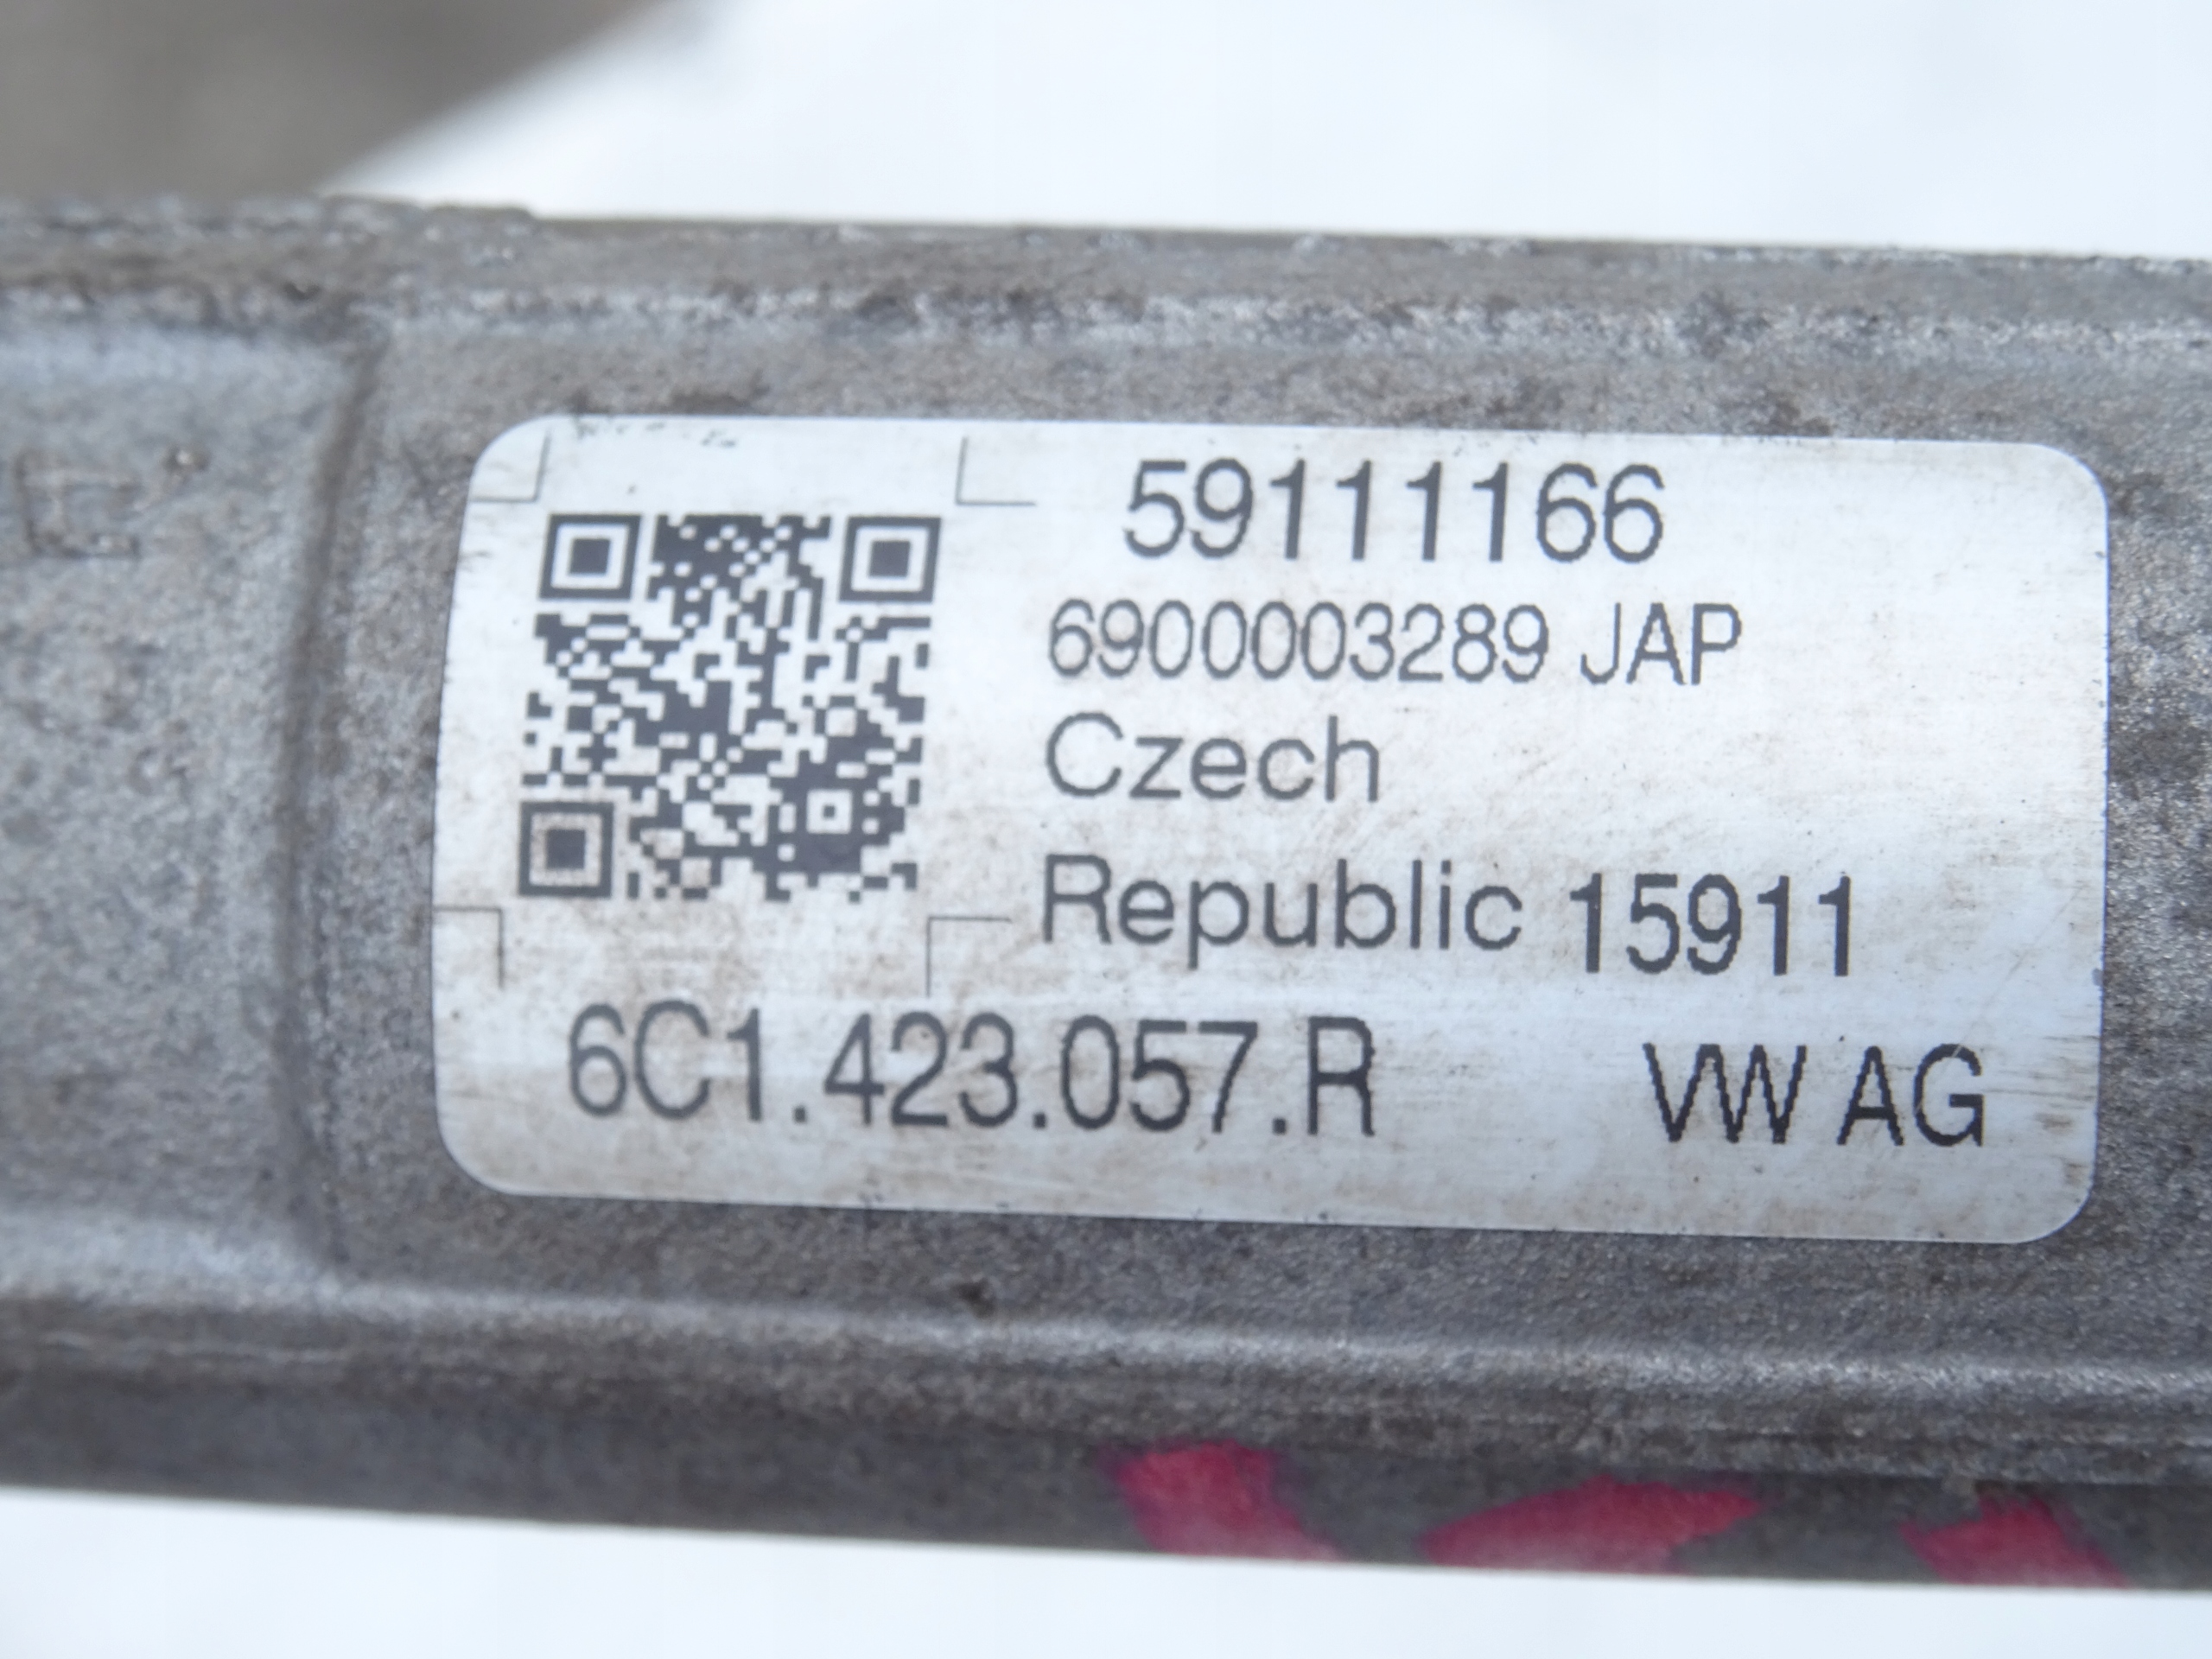 59111166
6900003289 JAP
Czech
Republic 15911
6C1.423.057.R VW AG